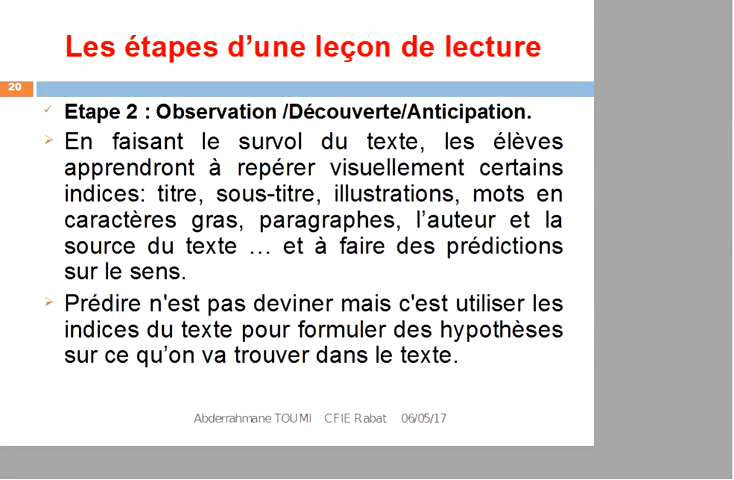 Les étapes d’une leçon de lecture
20
Etape 2 : Observation /Découverte/Anticipation.
En faisant le survol du texte, les élèves
apprendront à repérer visuellement certains
indices: titre, sous-titre, illustrations, mots en
caractères gras, paragraphes, l’auteur et la
source du texte … et à faire des prédictions
sur le sens.
Prédire n'est pas deviner mais c'est utiliser les
indices du texte pour formuler des hypothèses
sur ce qu’on va trouver dans le texte.
Abderrahmane TOUMI CFIE Rabat 06/05/17